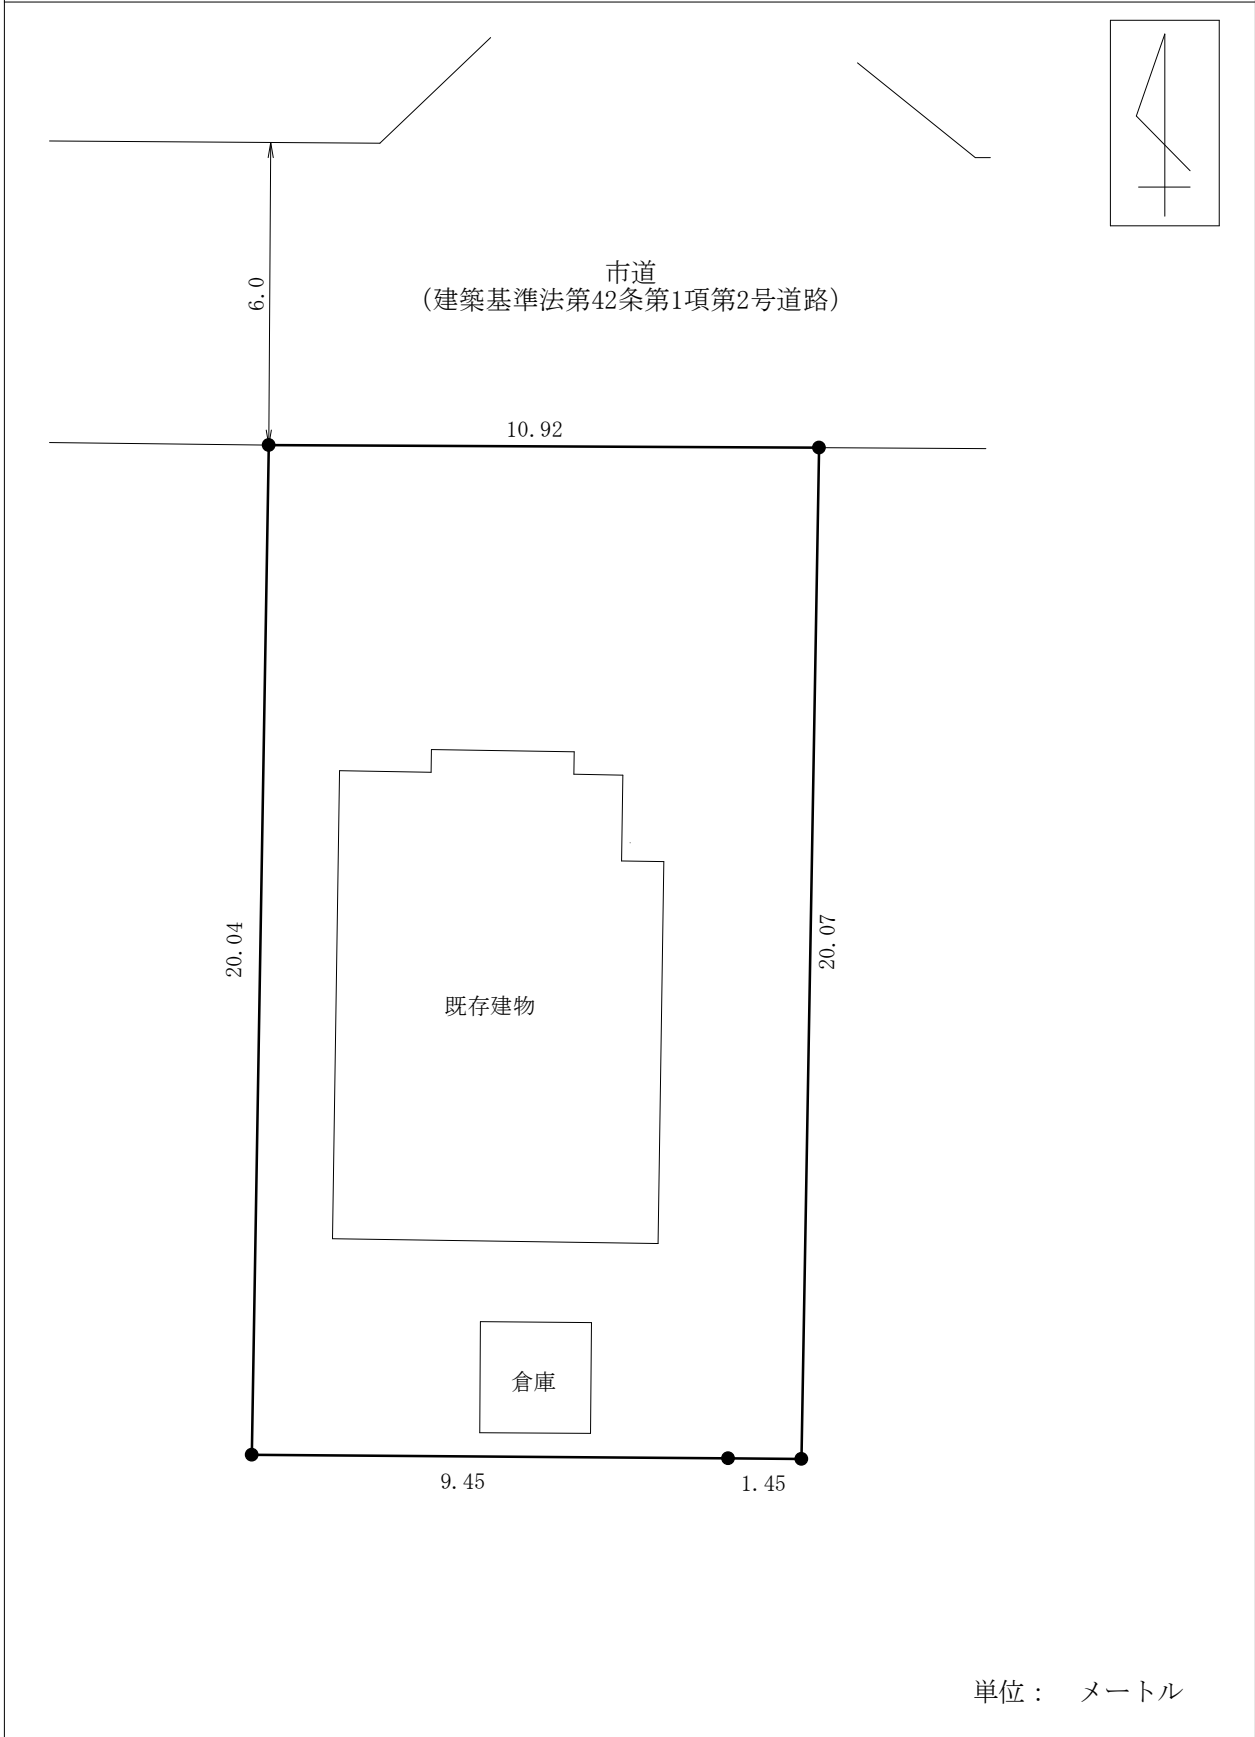 6.0
市道
（建築基準法第42条第1項第2号道路）
10.92
20.04
20.07
既存建物
倉庫
9.45
1.45
単位： メートル